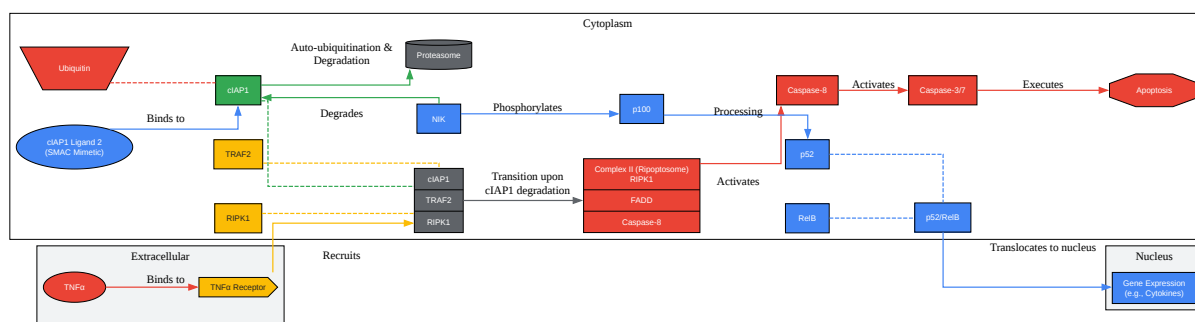 Cytoplasm
Ubiquitin
Auto-ubiquitination &
Degradation
Proteasome
cIAP1
Caspase-8
Activates
Caspase-3/7
Executes
Apoptosis
Binds to
Degrades
NIK
Phosphorylates
p100
Processing
cIAP1 Ligand 2
(SMAC Mimetic)
TRAF2
p52
cIAP1
TRAF2
RIPK1
Transition upon
cIAP1 degradation
Complex II (Ripoptosome)
RIPK1
FADD
Caspase-8
Activates
RIPK1
RelB
p52/RelB
Extracellular
Recruits
Translocates to nucleus
Nucleus
TNFα
Binds to
TNFα Receptor
Gene Expression
(e.g., Cytokines)